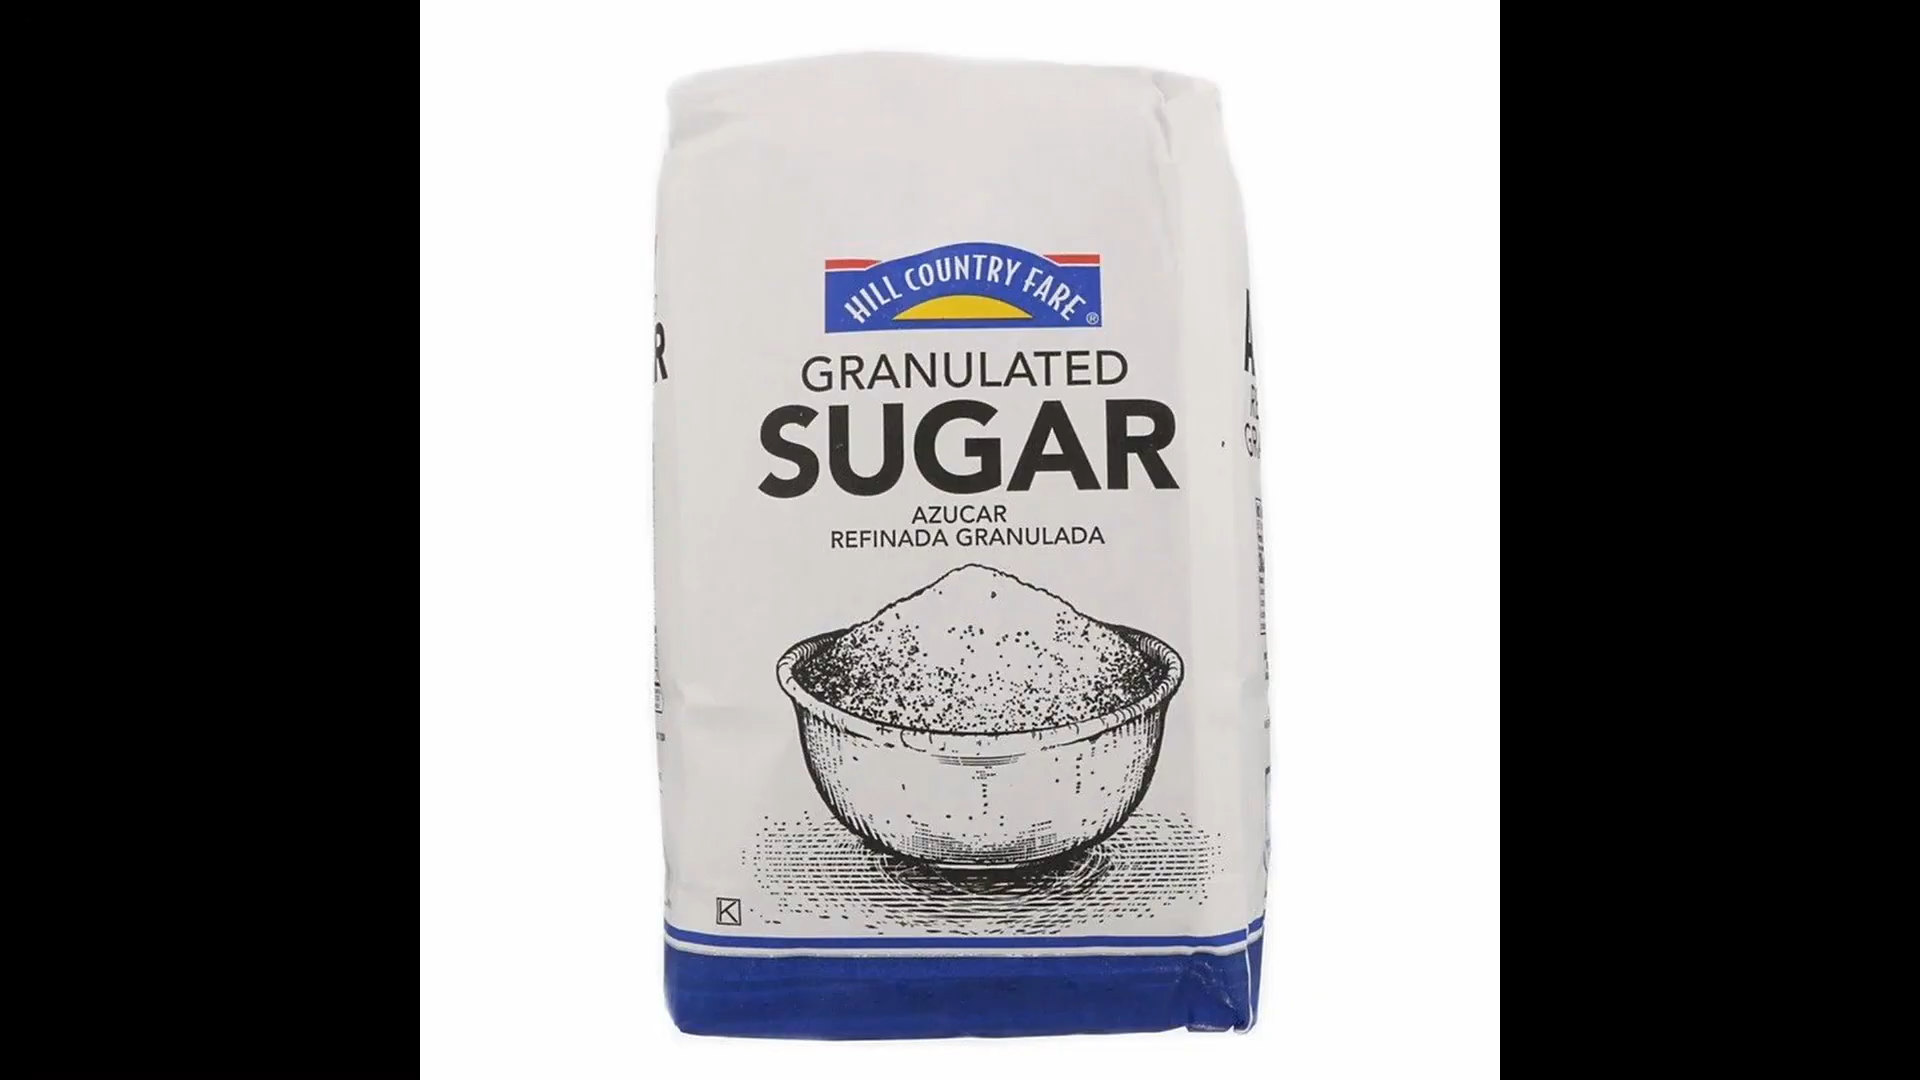 HILL COUNTRY FARE®
GRANULATED
SUGAR
AZUCAR
REFINADA GRANULADA
K